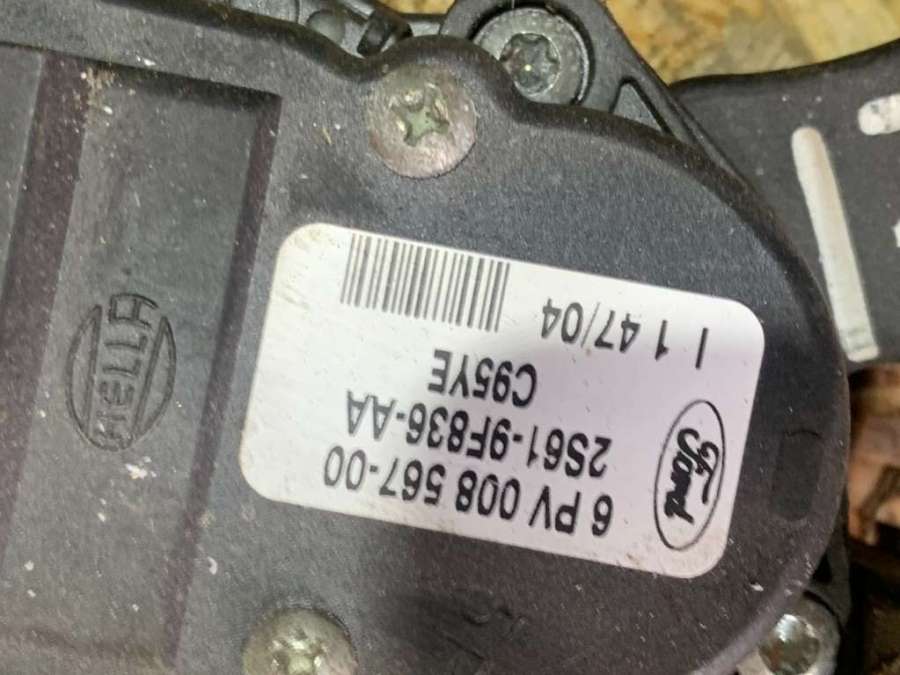 Ford
6 PV 008 567-00
2S61-9F836-AA
C95YE
I 1 47/04
HELLA